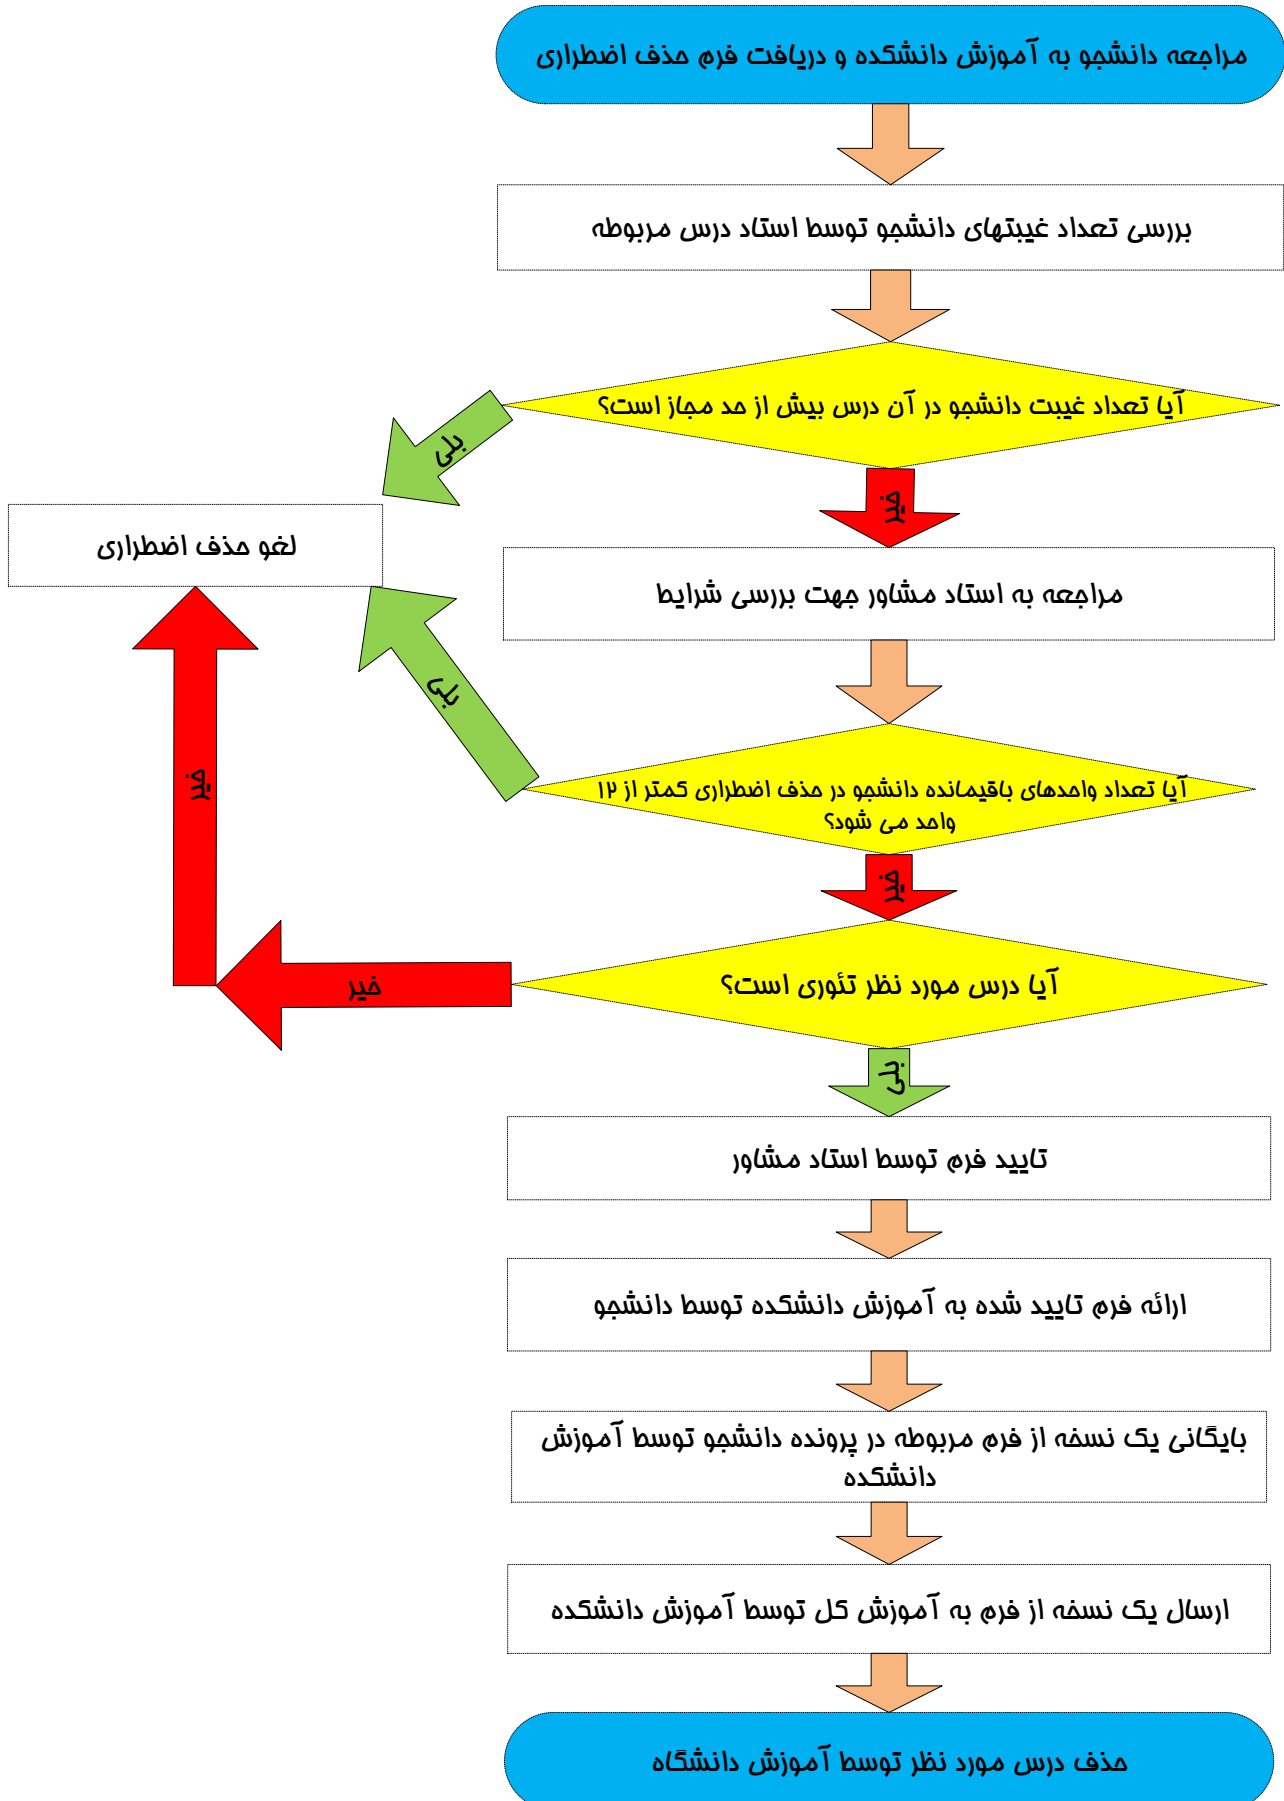 مراجعه دانشجو به آموزش دانشکده و دریافت فرم حذف اضطراری
بررسی تعداد غیبتهای دانشجو توسط استاد درس مربوطه
آیا تعداد غیبت دانشجو در آن درس بیش از حد مجاز است؟
بلی
خیر
لغو حذف اضطراری
مراجعه به استاد مشاور جهت بررسی شرایط
بلی
خیر
آیا تعداد واحدهای باقیمانده دانشجو در حذف اضطراری کمتر از ۱۲
واحد می شود؟
خیر
آیا درس مورد نظر تئوری است؟
خیر
بلی
تایید فرم توسط استاد مشاور
ارائه فرم تایید شده به آموزش دانشکده توسط دانشجو
بایگانی یک نسخه از فرم مربوطه در پرونده دانشجو توسط آموزش
دانشکده
ارسال یک نسخه از فرم به آموزش کل توسط آموزش دانشکده
حذف درس مورد نظر توسط آموزش دانشگاه